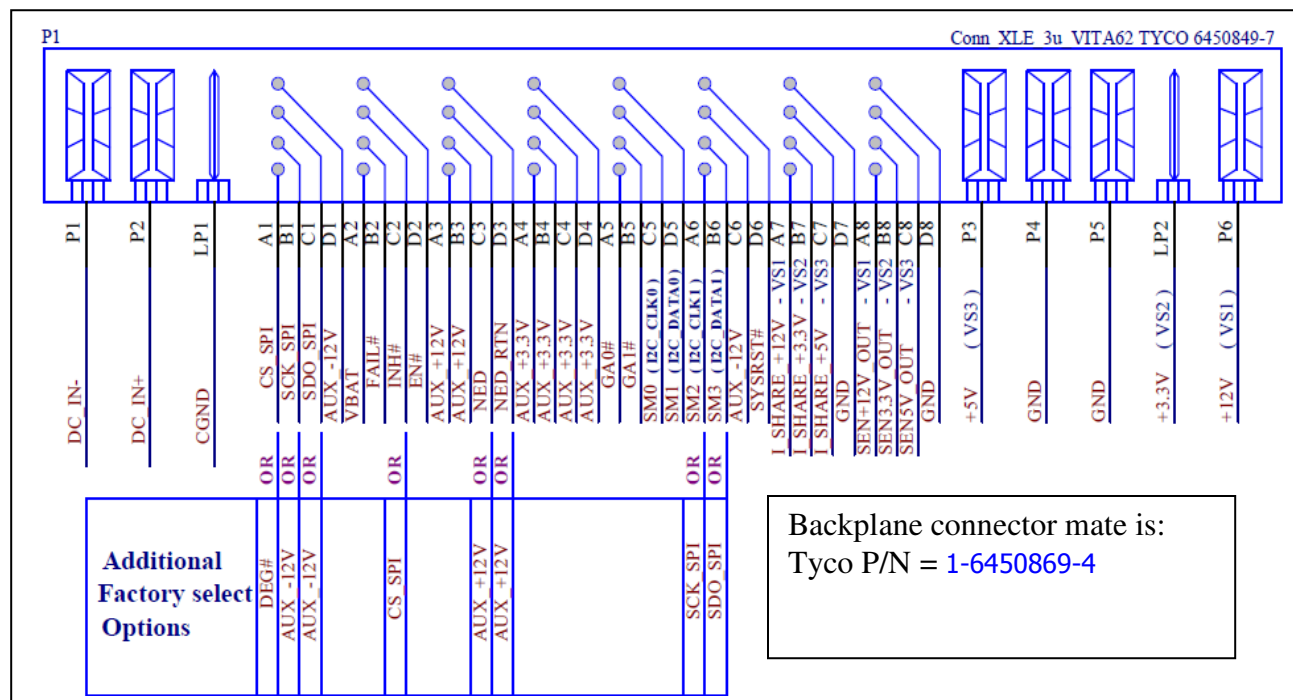 P1
Conn XLE 3u VITA62 TYCO 6450849-7
P1
P2
LP1
A1
B1
C1
D1
A2
B2
C2
D2
A3
B3
C3
D3
A4
B4
C4
D4
A5
B5
C5
D5
A6
B6
C6
D6
A7
B7
C7
D7
A8
B8
C8
D8
P3
P4
P5
LP2
P6
DC_IN-
DC_IN+
CGND
CS_SPI
SCK_SPI
SDO_SPI
AUX_-12V
VBAT
FAIL#
INH#
EN#
AUX_+12V
AUX_+12V
NED
NED_RTN
AUX_+3.3V
AUX_+3.3V
AUX_+3.3V
AUX_+3.3V
GA0#
GA1#
SM0 (I2C_CLK0)
SM1 (I2C_DATA0)
SM2 (I2C_CLK1)
SM3 (I2C_DATA1)
AUX_-12V
SYSRST#
I_SHARE_+12V - VS1
I_SHARE_+3.3V - VS2
I_SHARE_+5V - VS3
GND
SEN+12V_OUT - VS1
SEN3.3V_OUT - VS2
SEN5V_OUT - VS3
GND
+5V (VS3)
GND
GND
+3.3V (VS2)
+12V (VS1)
OR
OR
OR
OR
OR
OR
OR
OR
Additional
Factory select
Options
DEG#
AUX_-12V
AUX_-12V
CS_SPI
AUX_+12V
AUX_+12V
SCK_SPI
SDO_SPI
Backplane connector mate is:
Tyco P/N = 1-6450869-4